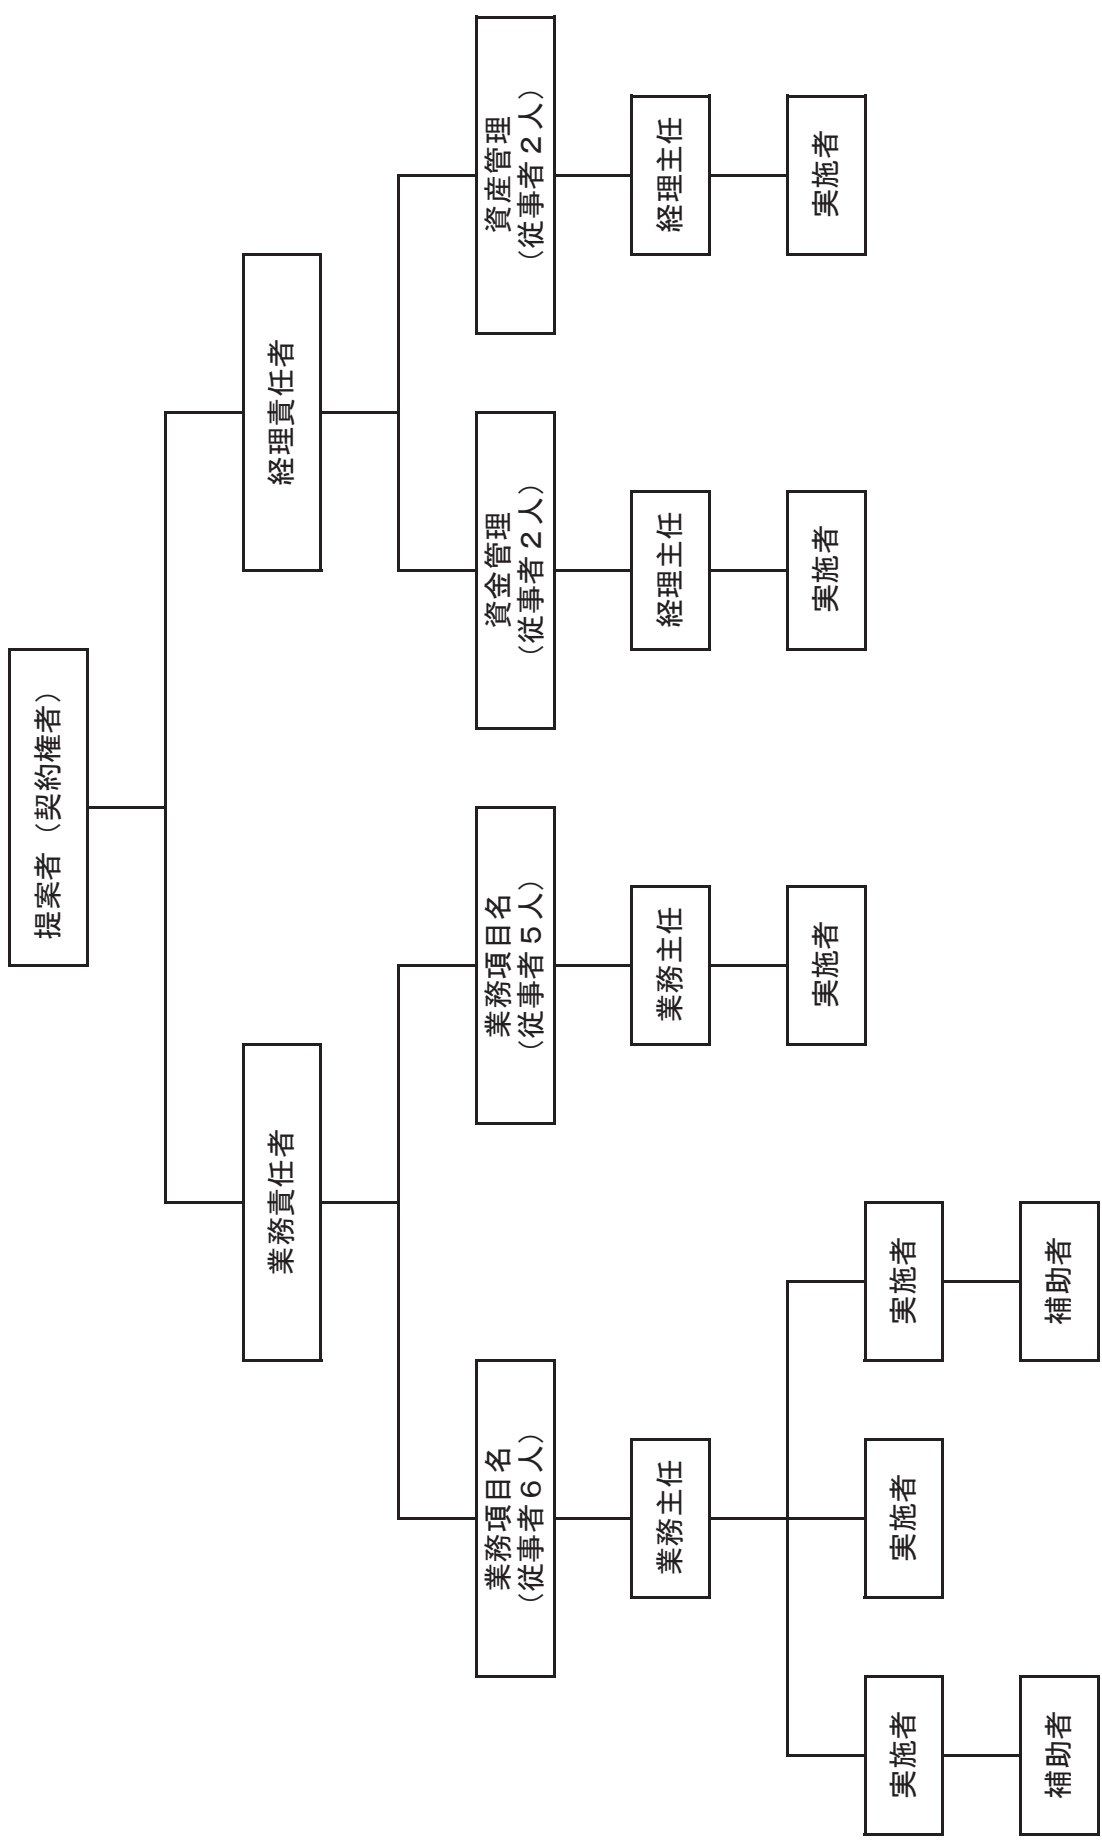 提案者（契約権者）
業務責任者
経理責任者
業務項目名
（従事者６人）
業務項目名
（従事者５人）
資金管理
（従事者２人）
資産管理
（従事者２人）
業務主任
業務主任
経理主任
経理主任
実施者
実施者
実施者
実施者
実施者
実施者
補助者
補助者